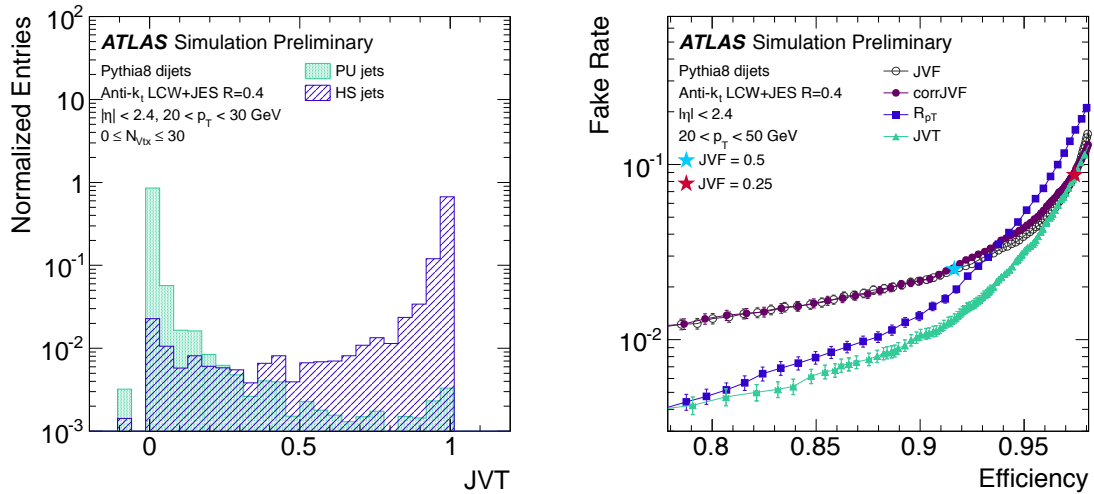 Normalized Entries
10²
10
1
10⁻¹
10⁻²
10⁻³
ATLAS Simulation Preliminary
Pythia8 dijets
Anti-kₜ LCW+JES R=0.4
|η| < 2.4, 20 < p_T < 30 GeV
0 ≤ N_Vtx ≤ 30
PU jets
HS jets
0
0.5
1
JVT
Fake Rate
10⁻¹
10⁻²
ATLAS Simulation Preliminary
Pythia8 dijets
Anti-kₜ LCW+JES R=0.4
|η| < 2.4
20 < p_T < 50 GeV
JVF = 0.5
JVF = 0.25
JVF
corrJVF
R_pT
JVT
0.8
0.85
0.9
0.95
Efficiency